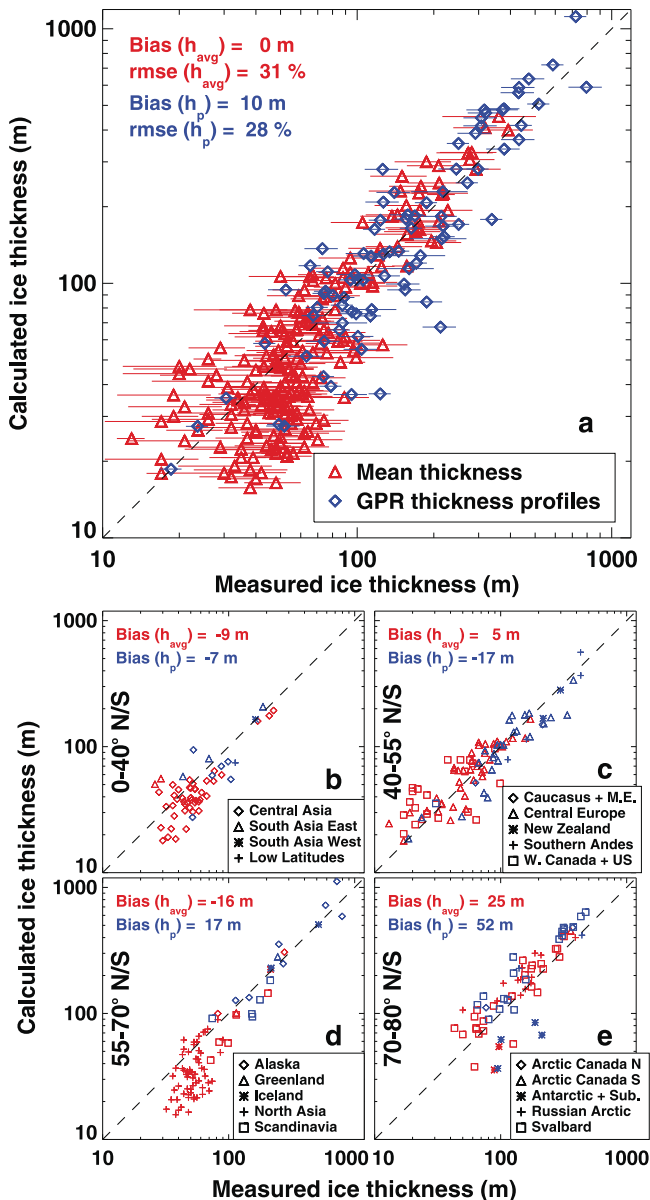 Bias (havg) = 0 m
rmse (havg) = 31 %
Bias (hp) = 10 m
rmse (hp) = 28 %
1000
100
10
Calculated ice thickness (m)
a
Mean thickness
GPR thickness profiles
10 100 1000
Measured ice thickness (m)
1000
100
10
0-40° N/S
Bias (havg) = -9 m
Bias (hp) = -7 m
b
Central Asia
South Asia East
South Asia West
Low Latitudes
40-55° N/S
Bias (havg) = 5 m
Bias (hp) = -17 m
c
Caucasus + M.E.
Central Europe
New Zealand
Southern Andes
W. Canada + US
Calculated ice thickness (m)
1000
100
10
55-70° N/S
Bias (havg) = -16 m
Bias (hp) = 17 m
d
Alaska
Greenland
Iceland
North Asia
Scandinavia
10 100 1000
70-80° N/S
Bias (havg) = 25 m
Bias (hp) = 52 m
e
Arctic Canada N
Arctic Canada S
Antarctic + Sub.
Russian Arctic
Svalbard
10 100 1000
Measured ice thickness (m)